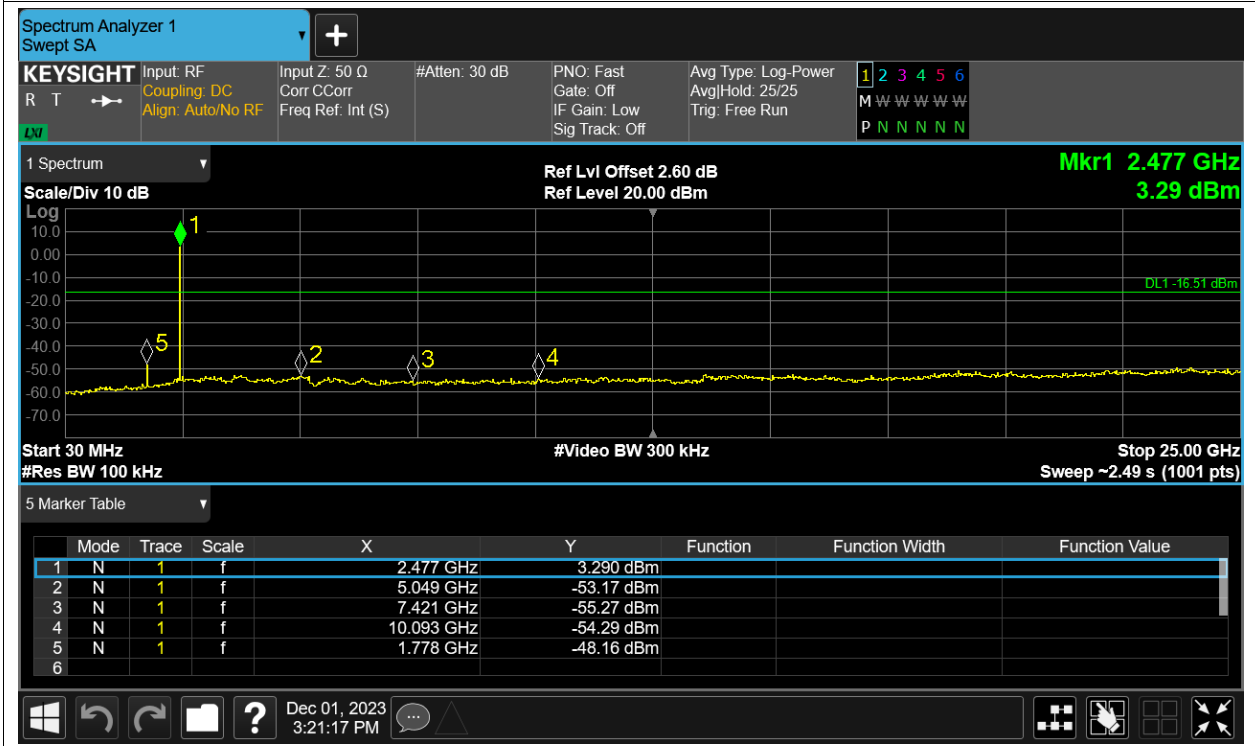 Spectrum Analyzer 1
Swept SA
+
KEYSIGHT Input: RF Input Z: 50 Ω #Atten: 30 dB PNO: Fast Avg Type: Log-Power 1 2 3 4 5 6
R T Coupling: DC Corr CCorr Gate: Off Avg|Hold: 25/25 M W W W W W
Align: Auto/No RF Freq Ref: Int (S) IF Gain: Low Trig: Free Run P N N N N N
LXI Sig Track: Off
1 Spectrum Ref Lvl Offset 2.60 dB Mkr1 2.477 GHz
Scale/Div 10 dB Ref Level 20.00 dBm 3.29 dBm
Log
1
10.0
0.00
-10.0
DL1 -16.51 dBm
-20.0
-30.0
-40.0
5 2 3 4
-50.0
-60.0
-70.0
Start 30 MHz #Video BW 300 kHz Stop 25.00 GHz
#Res BW 100 kHz Sweep ~2.49 s (1001 pts)
5 Marker Table
Mode Trace Scale X Y Function Function Width Function Value
1 N 1 f 2.477 GHz 3.290 dBm
2 N 1 f 5.049 GHz -53.17 dBm
3 N 1 f 7.421 GHz -55.27 dBm
4 N 1 f 10.093 GHz -54.29 dBm
5 N 1 f 1.778 GHz -48.16 dBm
6
? Dec 01, 2023
3:21:17 PM